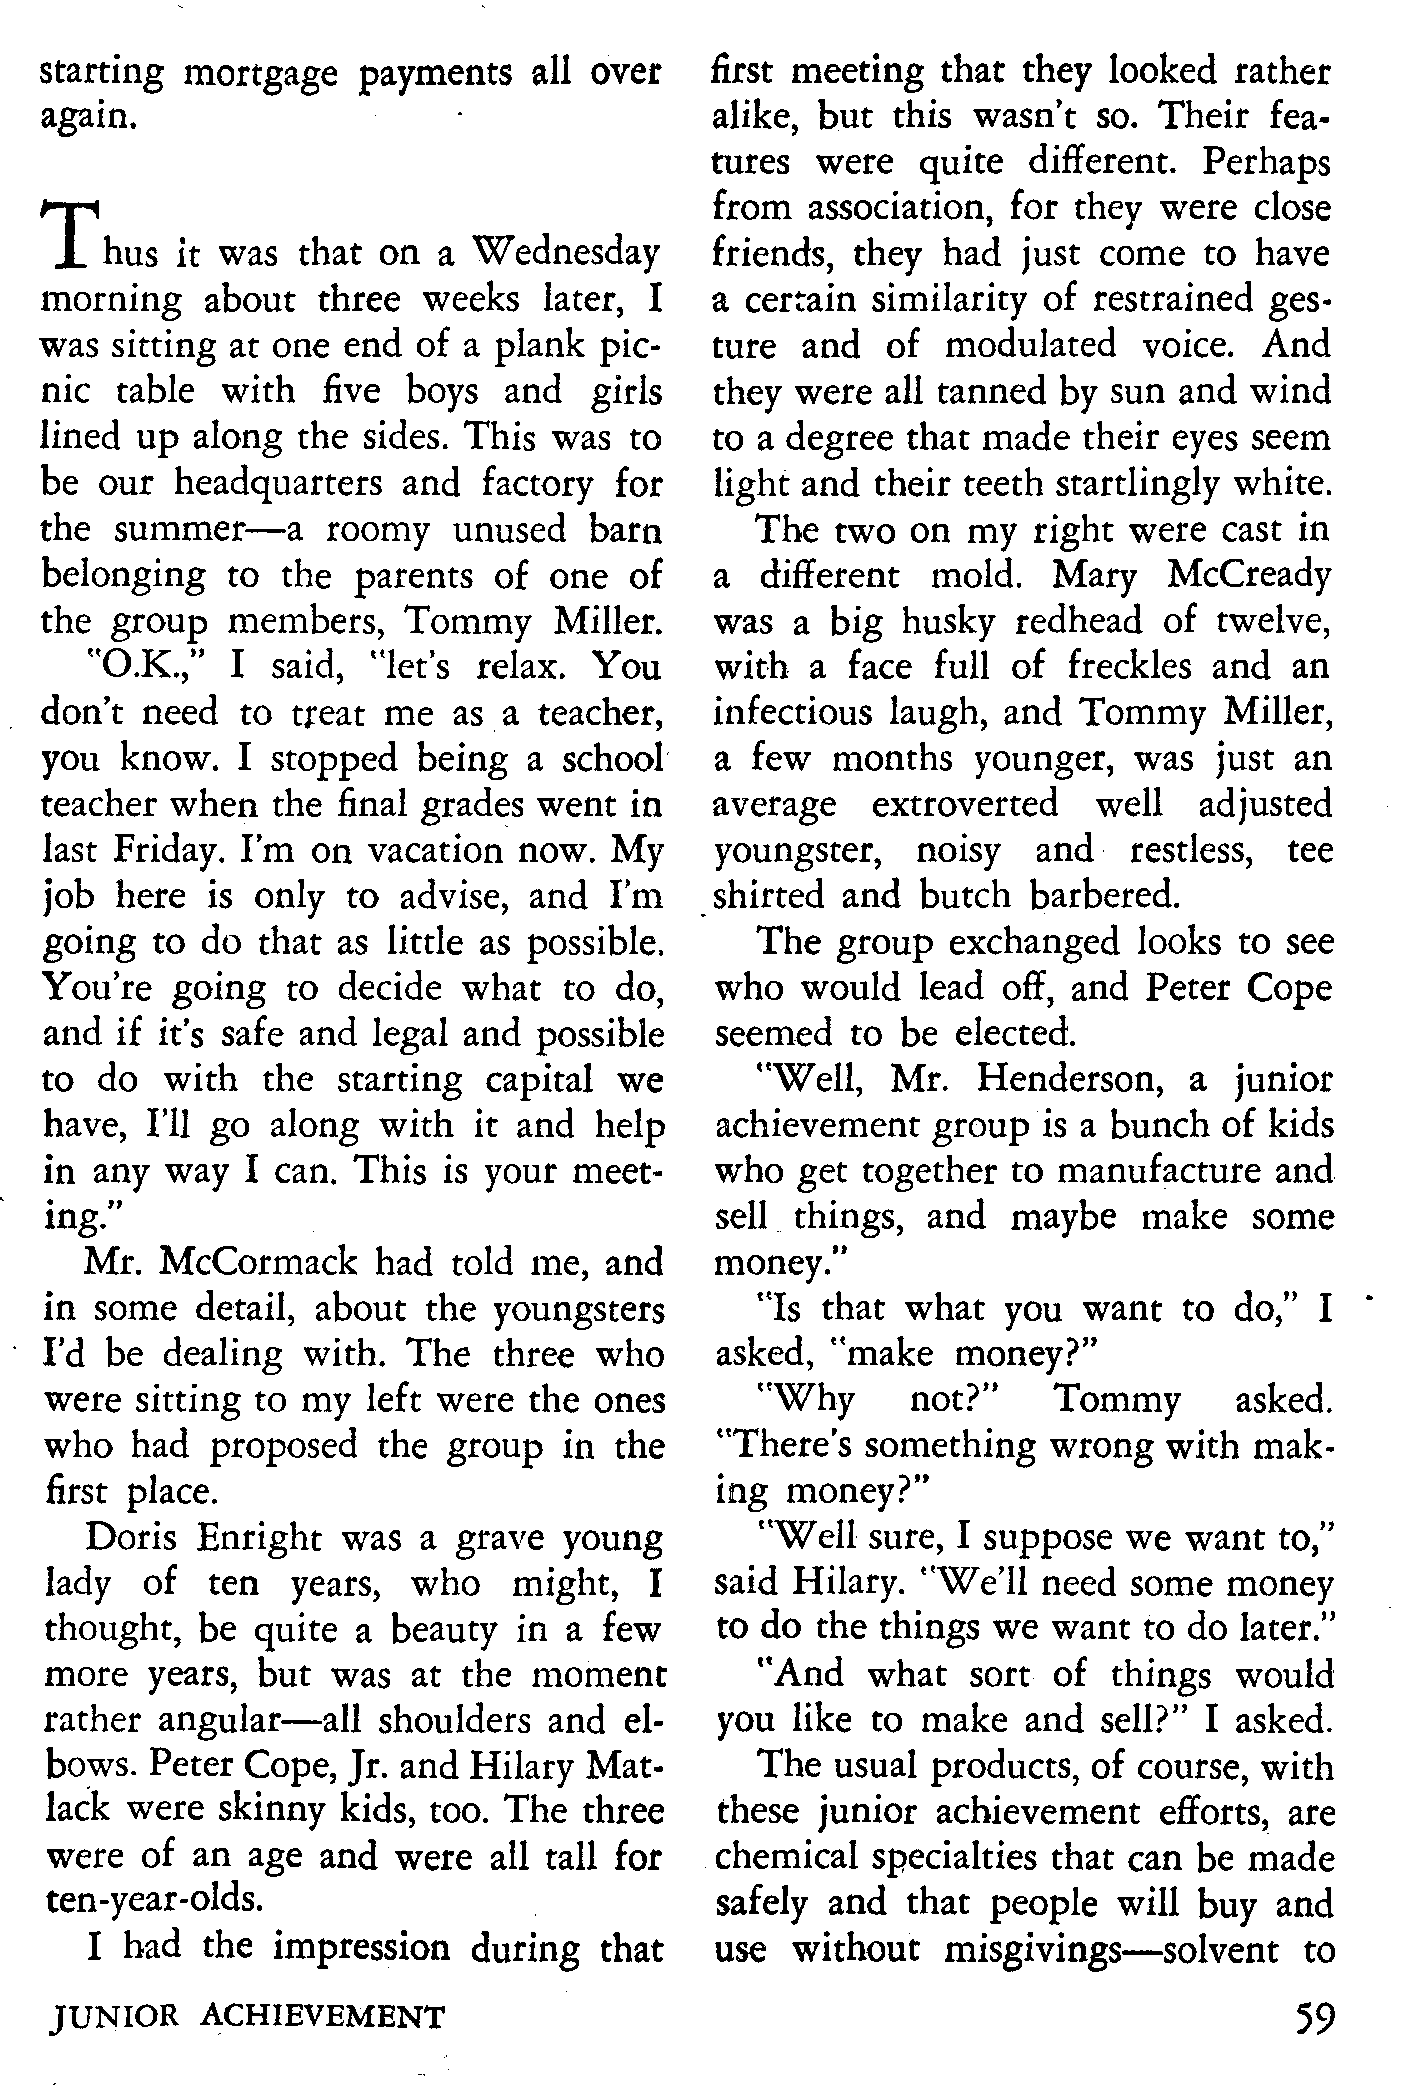 starting mortgage payments all over
again.
Thus it was that on a Wednesday
morning about three weeks later, I
was sitting at one end of a plank pic-
nic table with five boys and girls
lined up along the sides. This was to
be our headquarters and factory for
the summer—a roomy unused barn
belonging to the parents of one of
the group members, Tommy Miller.
"O.K.," I said, "let's relax. You
don't need to treat me as a teacher,
you know. I stopped being a school
teacher when the final grades went in
last Friday. I'm on vacation now. My
job here is only to advise, and I'm
going to do that as little as possible.
You're going to decide what to do,
and if it's safe and legal and possible
to do with the starting capital we
have, I'll go along with it and help
in any way I can. This is your meet-
ing."
Mr. McCormack had told me, and
in some detail, about the youngsters
I'd be dealing with. The three who
were sitting to my left were the ones
who had proposed the group in the
first place.
Doris Enright was a grave young
lady of ten years, who might, I
thought, be quite a beauty in a few
more years, but was at the moment
rather angular—all shoulders and el-
bows. Peter Cope, Jr. and Hilary Mat-
lack were skinny kids, too. The three
were of an age and were all tall for
ten-year-olds.
I had the impression during that
first meeting that they looked rather
alike, but this wasn't so. Their fea-
tures were quite different. Perhaps
from association, for they were close
friends, they had just come to have
a certain similarity of restrained ges-
ture and of modulated voice. And
they were all tanned by sun and wind
to a degree that made their eyes seem
light and their teeth startlingly white.
The two on my right were cast in
a different mold. Mary McCready
was a big husky redhead of twelve,
with a face full of freckles and an
infectious laugh, and Tommy Miller,
a few months younger, was just an
average extroverted well adjusted
youngster, noisy and restless, tee
shirted and butch barbered.
The group exchanged looks to see
who would lead off, and Peter Cope
seemed to be elected.
"Well, Mr. Henderson, a junior
achievement group is a bunch of kids
who get together to manufacture and
sell things, and maybe make some
money."
"Is that what you want to do," I
asked, "make money?"
"Why not?" Tommy asked.
"There's something wrong with mak-
ing money?"
"Well sure, I suppose we want to,"
said Hilary. "We'll need some money
to do the things we want to do later."
"And what sort of things would
you like to make and sell?" I asked.
The usual products, of course, with
these junior achievement efforts, are
chemical specialties that can be made
safely and that people will buy and
use without misgivings—solvent to
JUNIOR ACHIEVEMENT
59